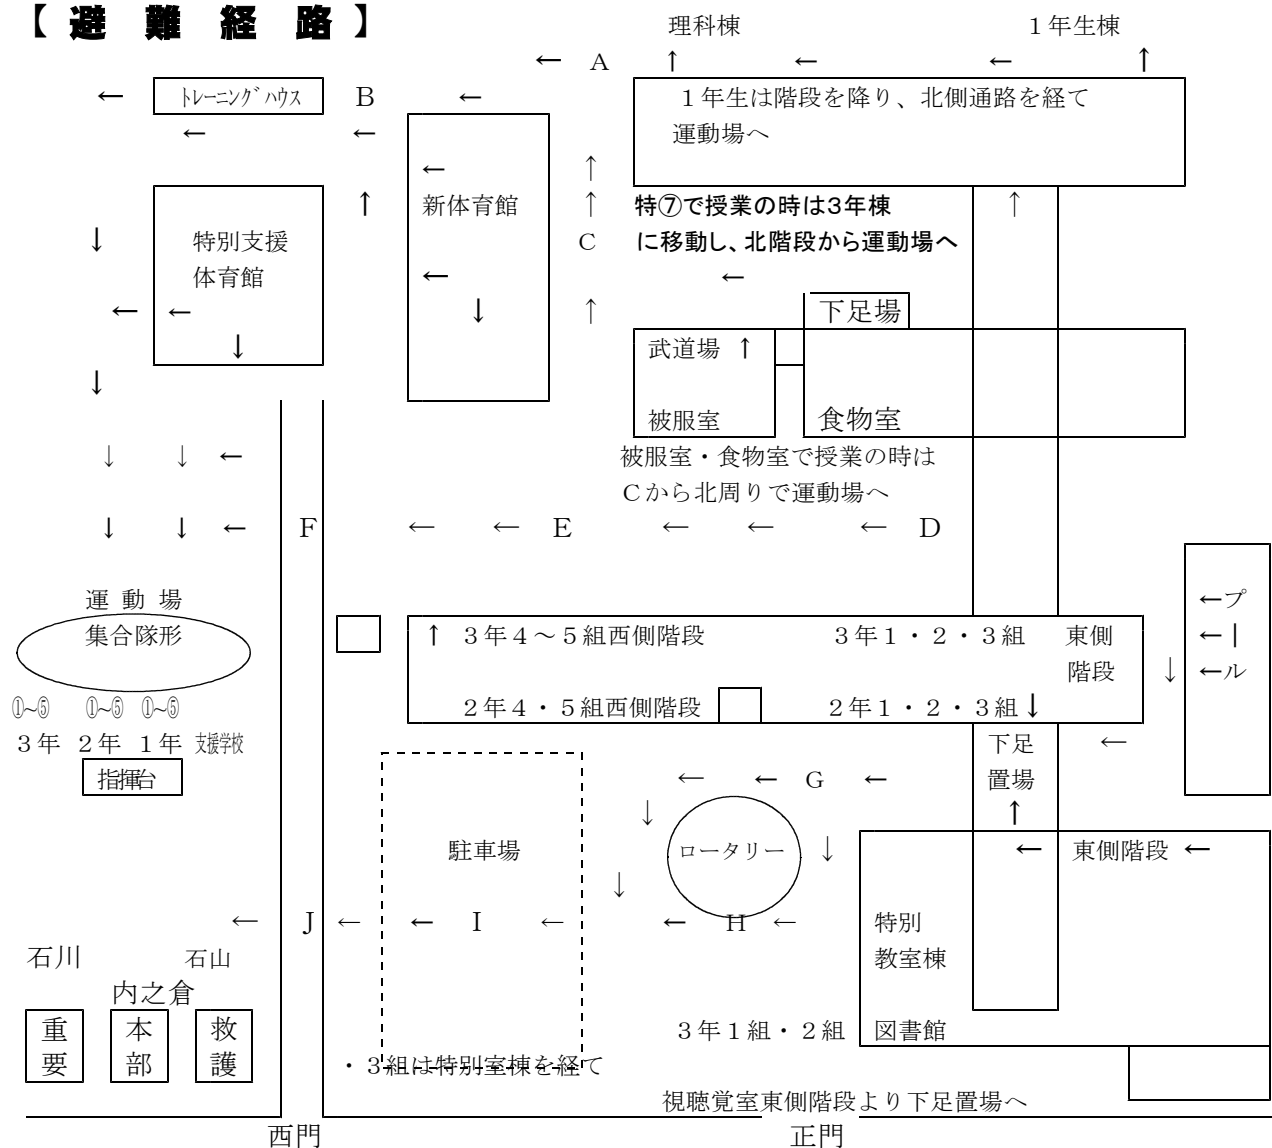 【 避 難 経 路 】
理科棟 1年生棟
← A ↑ ← ← ↑
← トレーニングハウス B ← 1年生は階段を降り、北側通路を経て
← ← 運動場へ
← ↑
↑ 新体育館 ↑ 特⑦で授業の時は3年棟 ↑
↓ 特別支援 C に移動し、北階段から運動場へ
体育館 ← ←
← ← ↓ ↑ 下足場
↓ 武道場 ↑
↓
被服室 食物室
↓ ↓ ← 被服室・食物室で授業の時は
Cから北周りで運動場へ
↓ ↓ ← F ← ← E ← ← ← D
運 動 場 ←プ
集合隊形 ↑ 3年4~5組西側階段 3年1・2・3組 東側 ←|
階段 ↓ ←ル
①~⑤ ①~⑤ ①~⑤ 2年4・5組西側階段 2年1・2・3組↓
3年 2年 1年 支援学校 下足 ←
指揮台 ← ← G ← 置場
↓ ↑
駐車場 ロータリー ↓ ← 東側階段 ←
↓
← J ← ← I ← ← H ← 特別
石川 石山 教室棟
内之倉
重 本 救 3年1組・2組 図書館
要 部 護 ・3組は特別室棟を経て
視聴覚室東側階段より下足置場へ
西門 正門